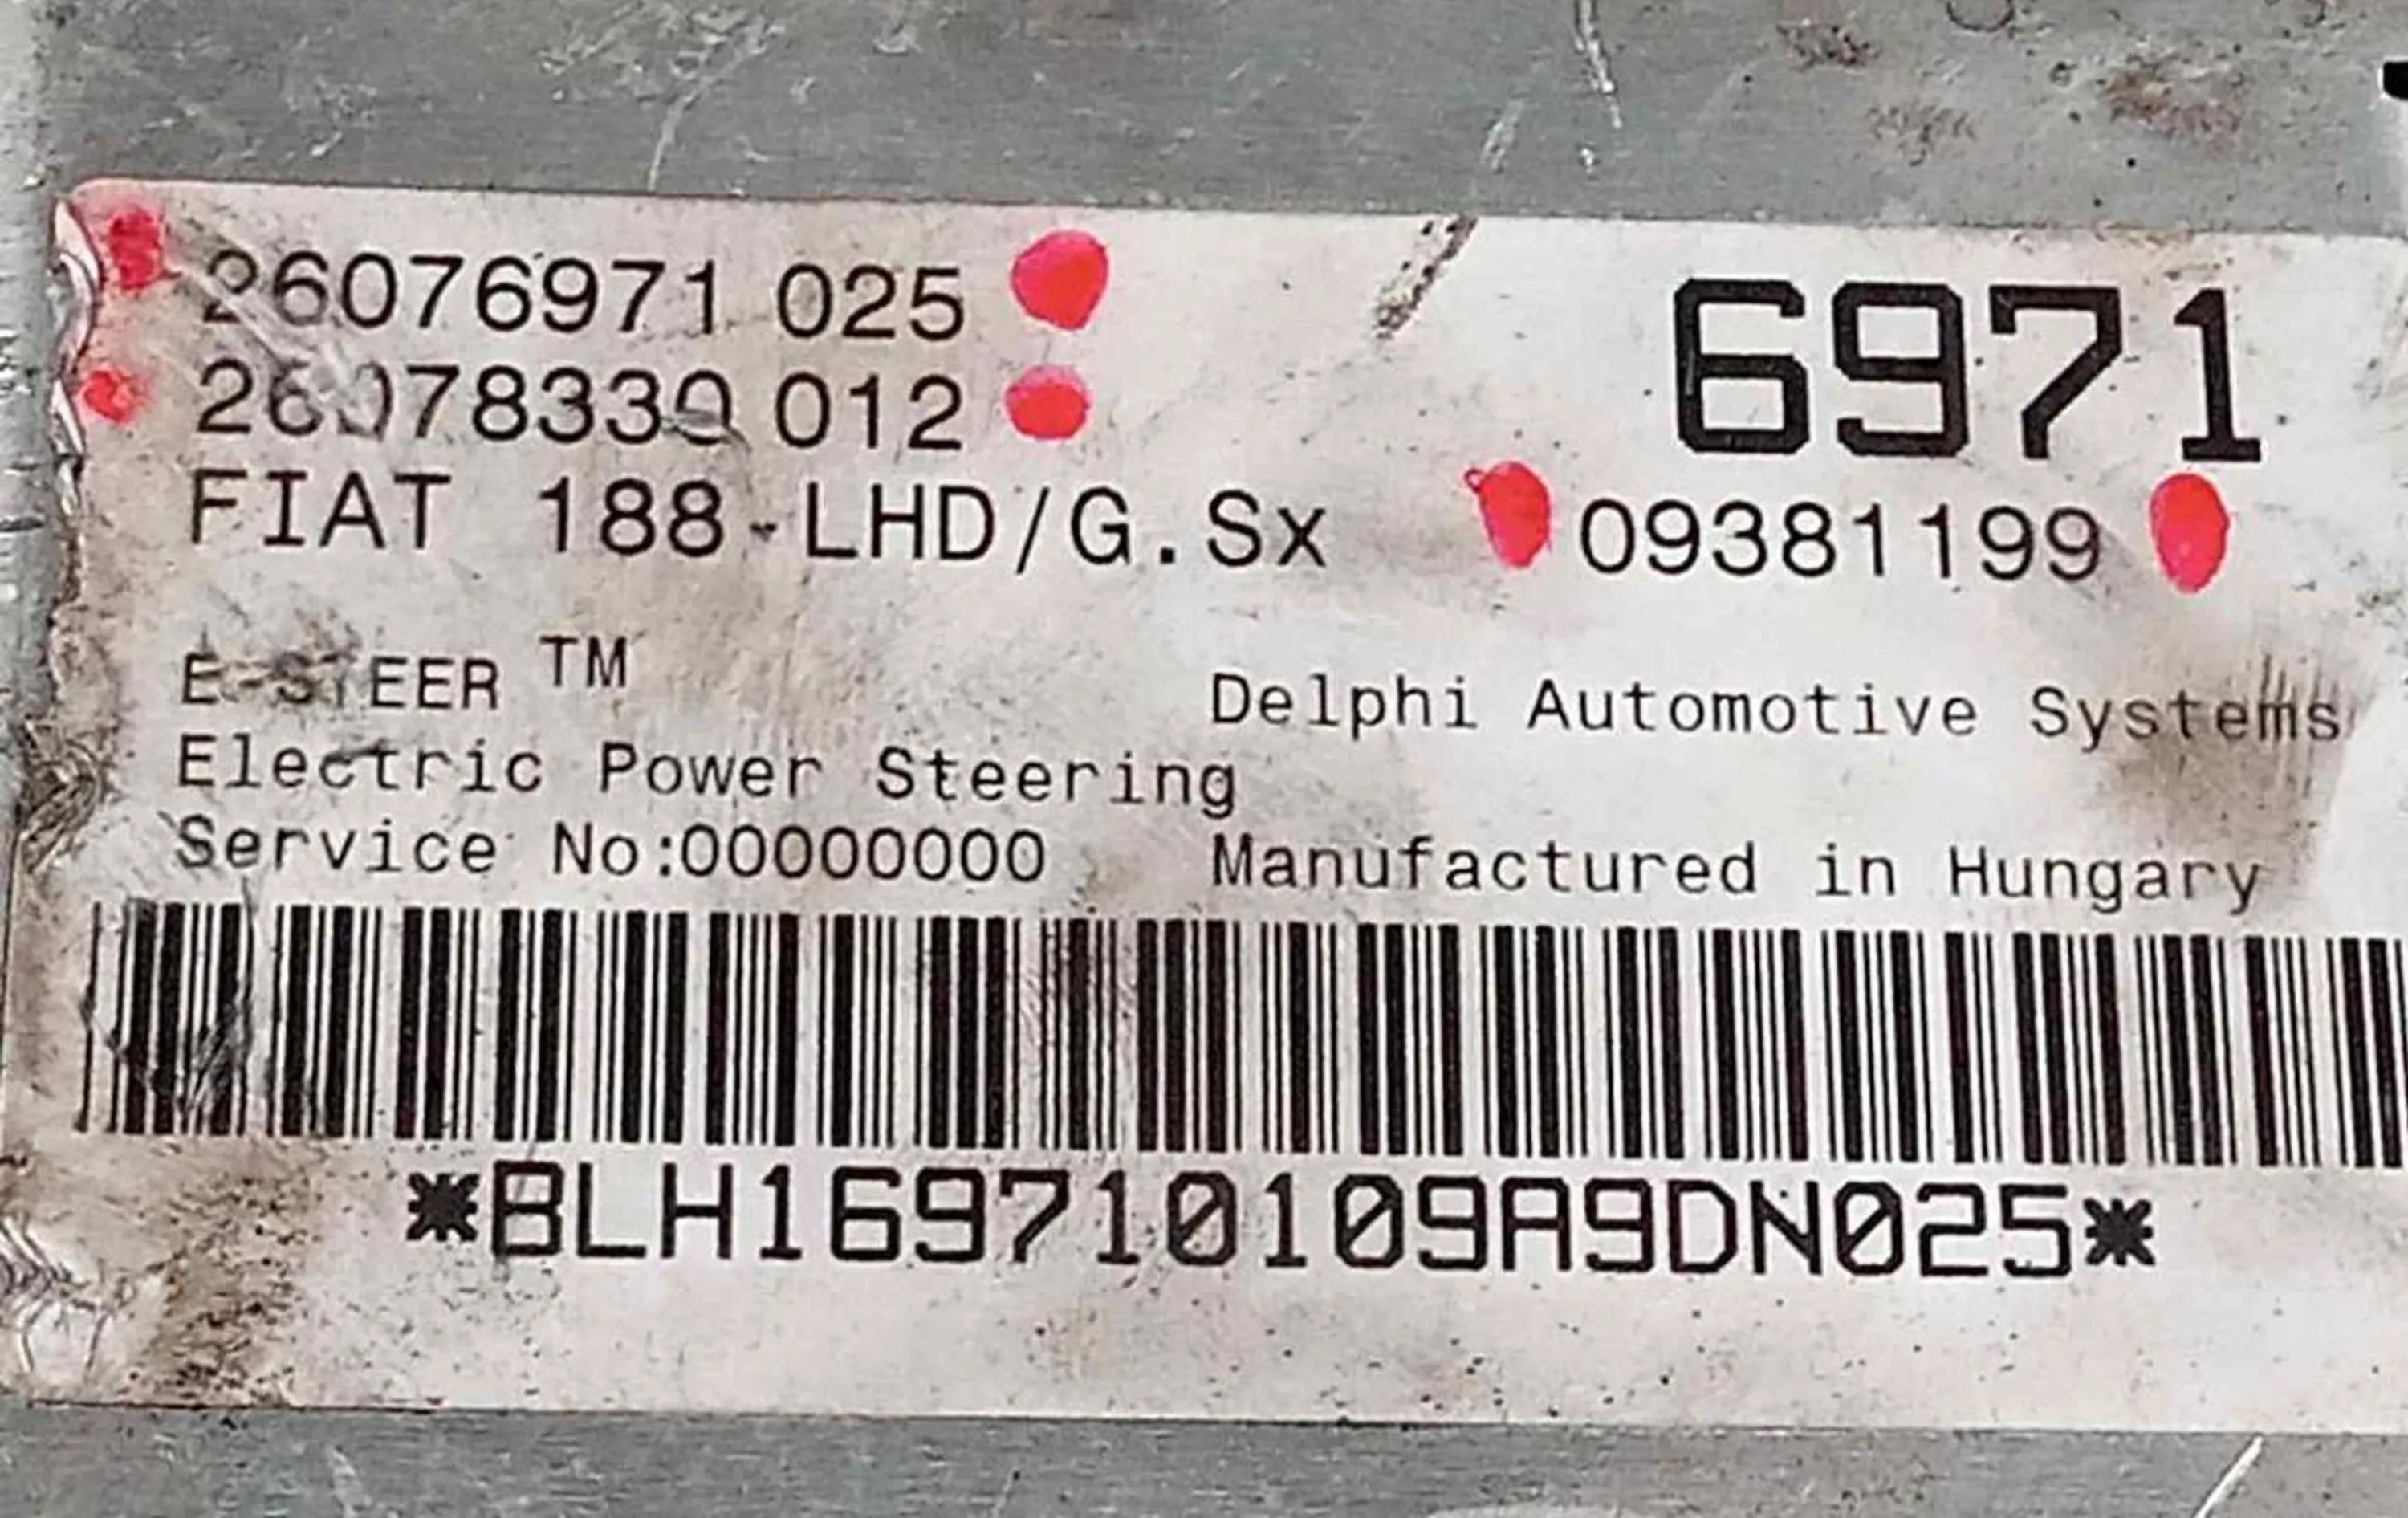 26076971 025
6971
26078330 012
FIAT 188-LHD/G.Sx 09381199
E-STEER TM
Delphi Automotive Systems
Electric Power Steering
Service No:00000000 Manufactured in Hungary
*BLH169710109A9DN025*